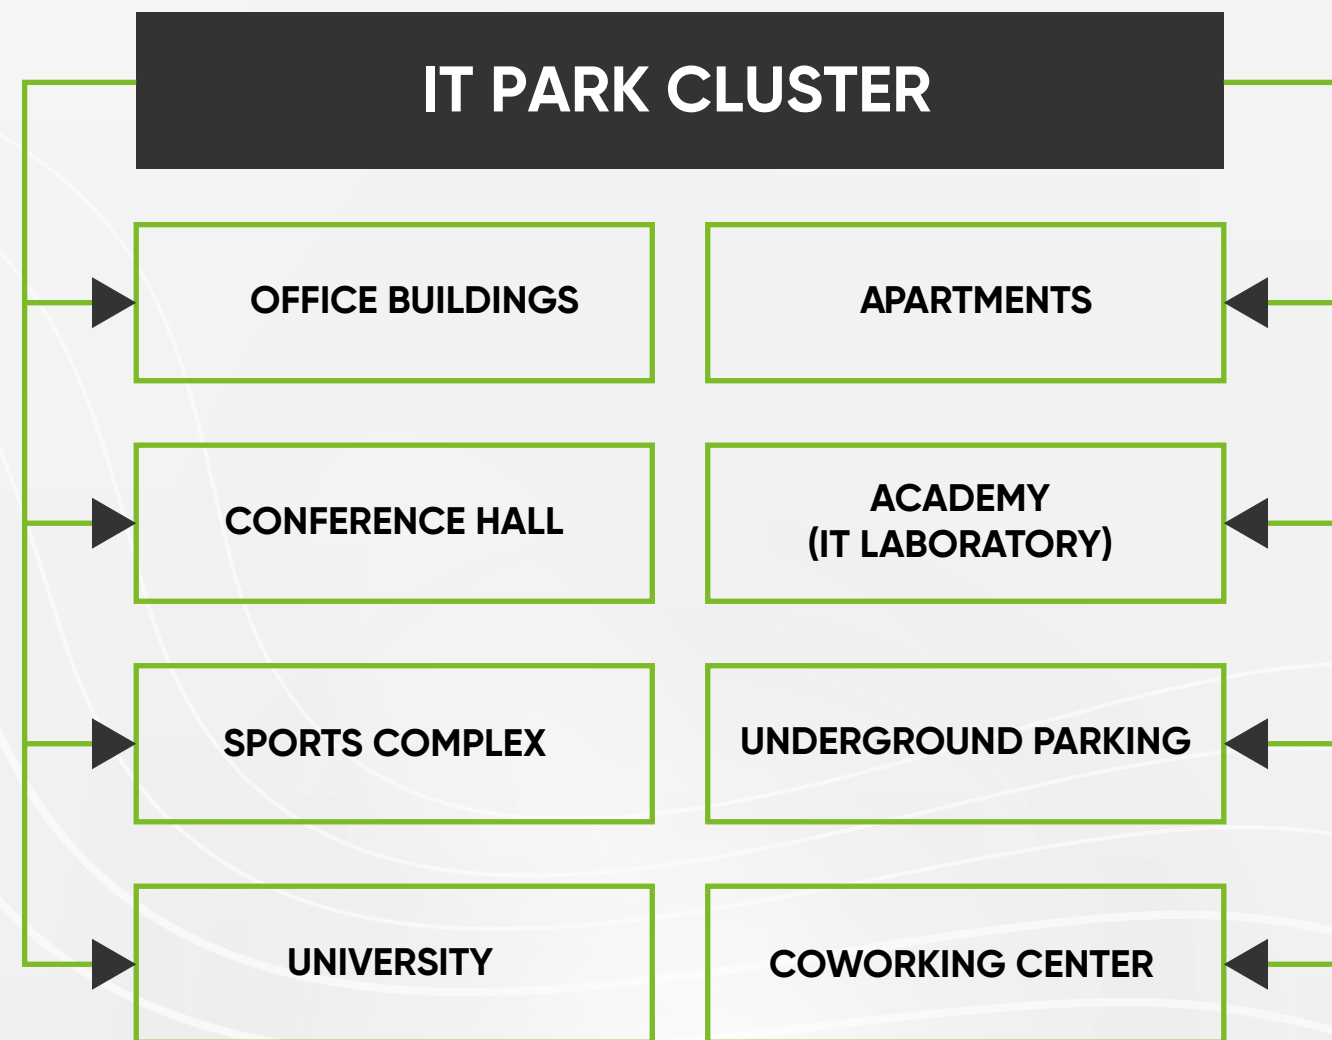 IT PARK CLUSTER
OFFICE BUILDINGS
APARTMENTS
CONFERENCE HALL
ACADEMY
(IT LABORATORY)
SPORTS COMPLEX
UNDERGROUND PARKING
UNIVERSITY
COWORKING CENTER